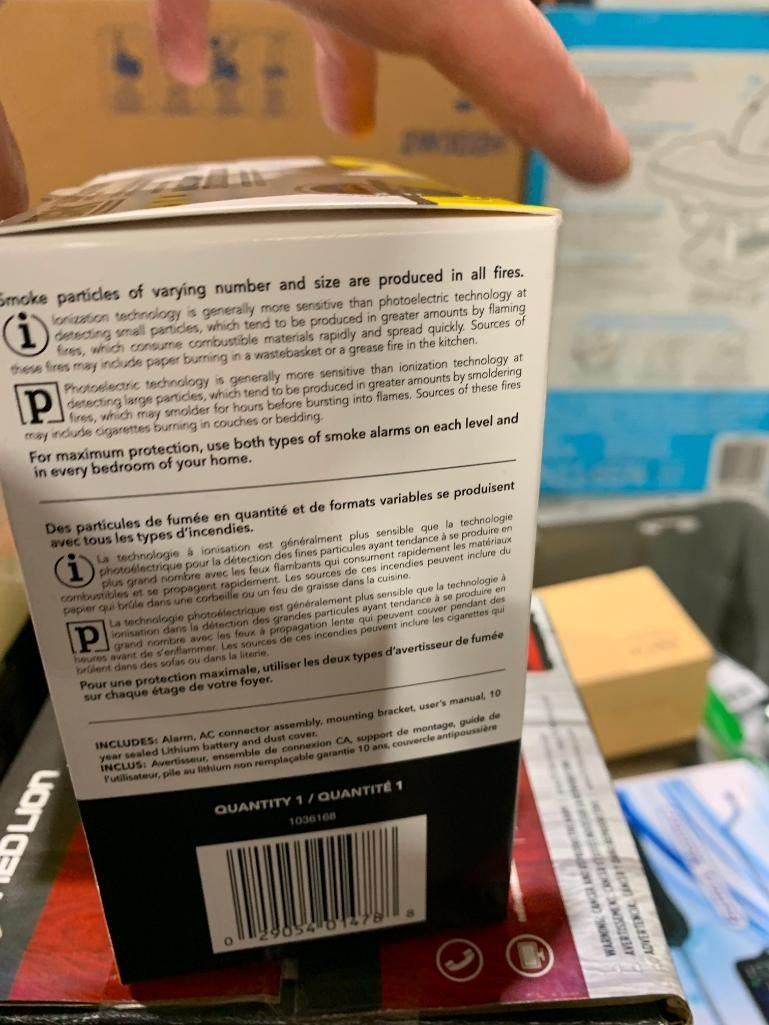 Smoke particles of varying number and size are produced in all fires.
i Ionization technology is generally more sensitive than photoelectric technology at
detecting small particles, which tend to be produced in greater amounts by flaming
fires, which consume combustible materials rapidly and spread quickly. Sources of
these fires may include paper burning in a wastebasket or a grease fire in the kitchen.
P Photoelectric technology is generally more sensitive than ionization technology at
detecting large particles, which tend to be produced in greater amounts by smoldering
fires, which may smolder for hours before bursting into flames. Sources of these fires
may include cigarettes burning in couches or bedding.
For maximum protection, use both types of smoke alarms on each level and
in every bedroom of your home.
Des particules de fumée en quantité et de formats variables se produisent
avec tous les types d'incendies.
i La technologie à ionisation est généralment plus sensible que la technologie
photoélectrique pour la détection des fines particules ayant tendance à se produire en
plus grand nombre avec les feux flambants qui consument rapidement les matériaux
combustibles et se propagent rapidement. Les sources de ces incendies peuvent inclure du
papier qui brûle dans une corbeille ou un feu de graisse dans la cuisine.
P La technologie photoélectrique est généralement plus sensible que la technologie à
ionisation dans la détection des grandes particules ayant tendance à se produire en
grand nombre avec les feux à propagation lente qui peuvent couver pendant des
heures avant de s'enflammer. Les sources de ces incendies peuvent inclure les cigarettes qui
brûlent dans des sofas ou dans la literie.
Pour une protection maximale, utiliser les deux types d'avertisseur de fumée
sur chaque étage de votre foyer.
INCLUDES: Alarm, AC connector assembly, mounting bracket, user's manual, 10
year sealed Lithium battery and dust cover.
INCLUS: Avertisseur, ensemble de connexion CA, support de montage, guide de
l'utilisateur, pile au lithium non remplaçable garantie 10 ans, couvercle antipoussière
QUANTITY 1 / QUANTITÉ 1
1036168
0 29054 01478 8